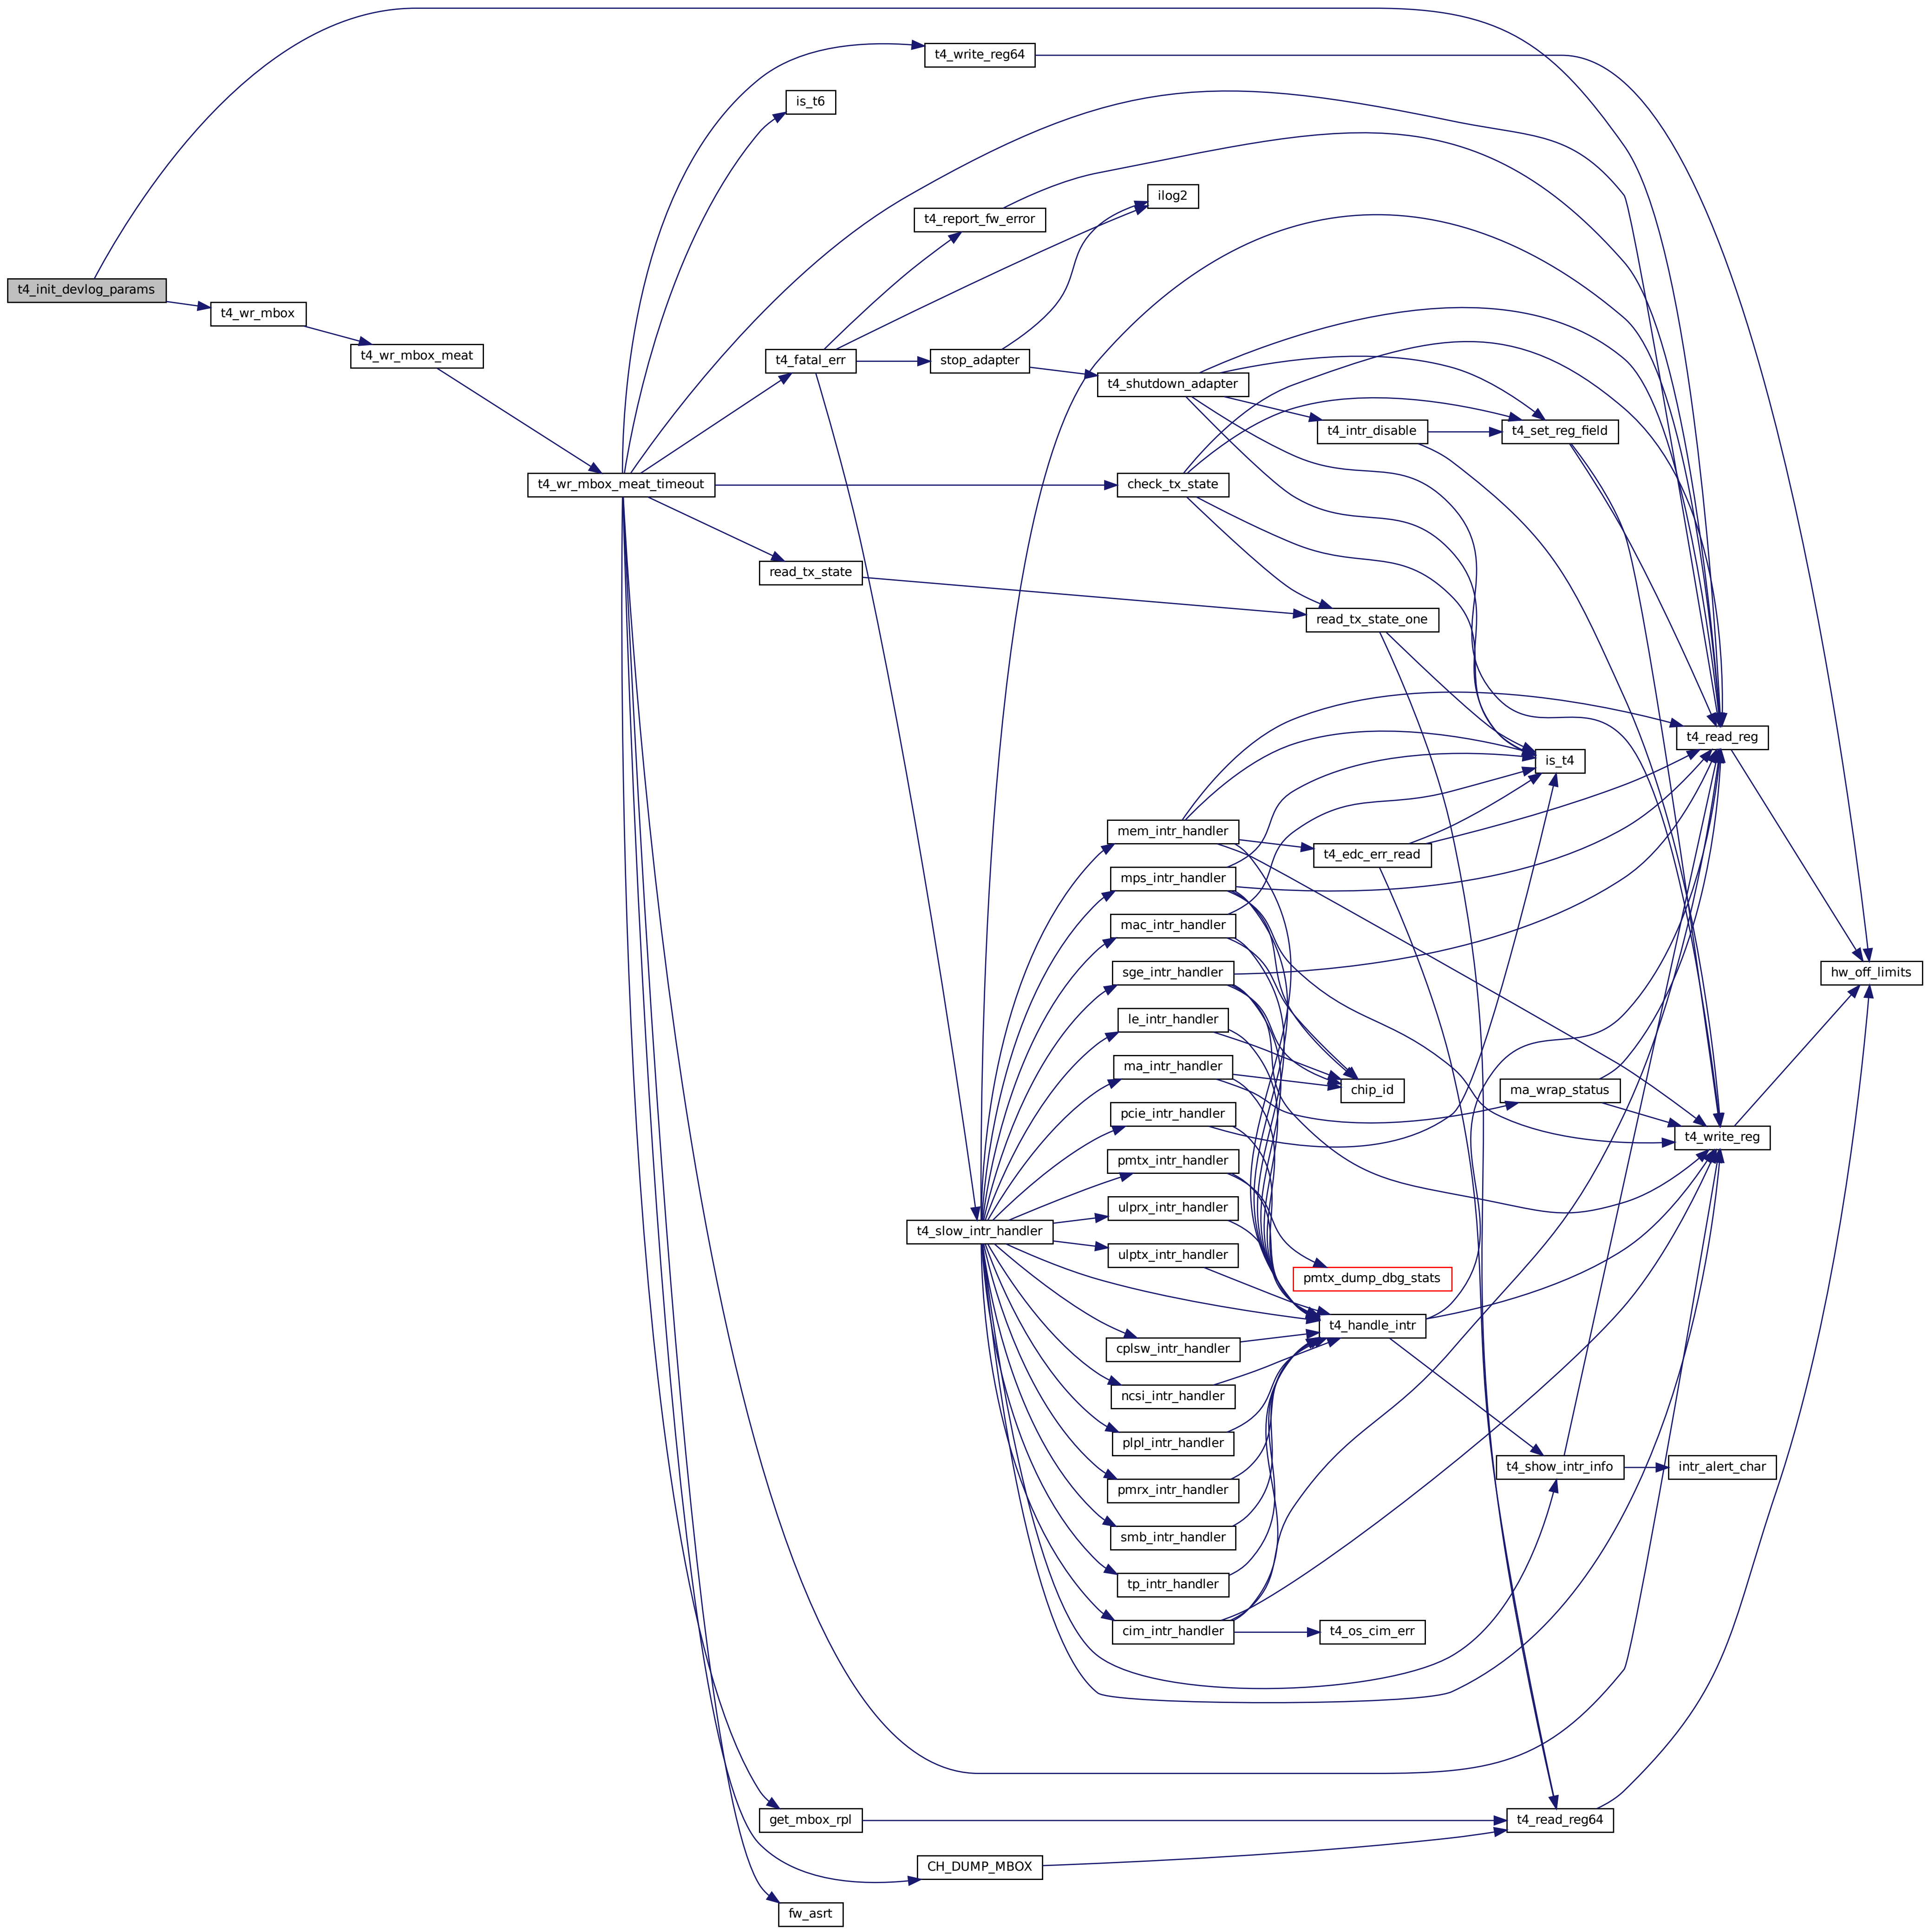 t4_write_reg64
is_t6
ilog2
t4_report_fw_error
t4_init_devlog_params
t4_wr_mbox
t4_wr_mbox_meat
t4_fatal_err
stop_adapter
t4_shutdown_adapter
t4_intr_disable
t4_set_reg_field
t4_wr_mbox_meat_timeout
check_tx_state
read_tx_state
read_tx_state_one
t4_read_reg
is_t4
mem_intr_handler
t4_edc_err_read
mps_intr_handler
mac_intr_handler
sge_intr_handler
hw_off_limits
le_intr_handler
ma_intr_handler
chip_id
ma_wrap_status
pcie_intr_handler
t4_write_reg
pmtx_intr_handler
ulprx_intr_handler
t4_slow_intr_handler
ulptx_intr_handler
pmtx_dump_dbg_stats
t4_handle_intr
cplsw_intr_handler
ncsi_intr_handler
plpl_intr_handler
t4_show_intr_info
intr_alert_char
pmrx_intr_handler
smb_intr_handler
tp_intr_handler
cim_intr_handler
t4_os_cim_err
get_mbox_rpl
t4_read_reg64
CH_DUMP_MBOX
fw_asrt